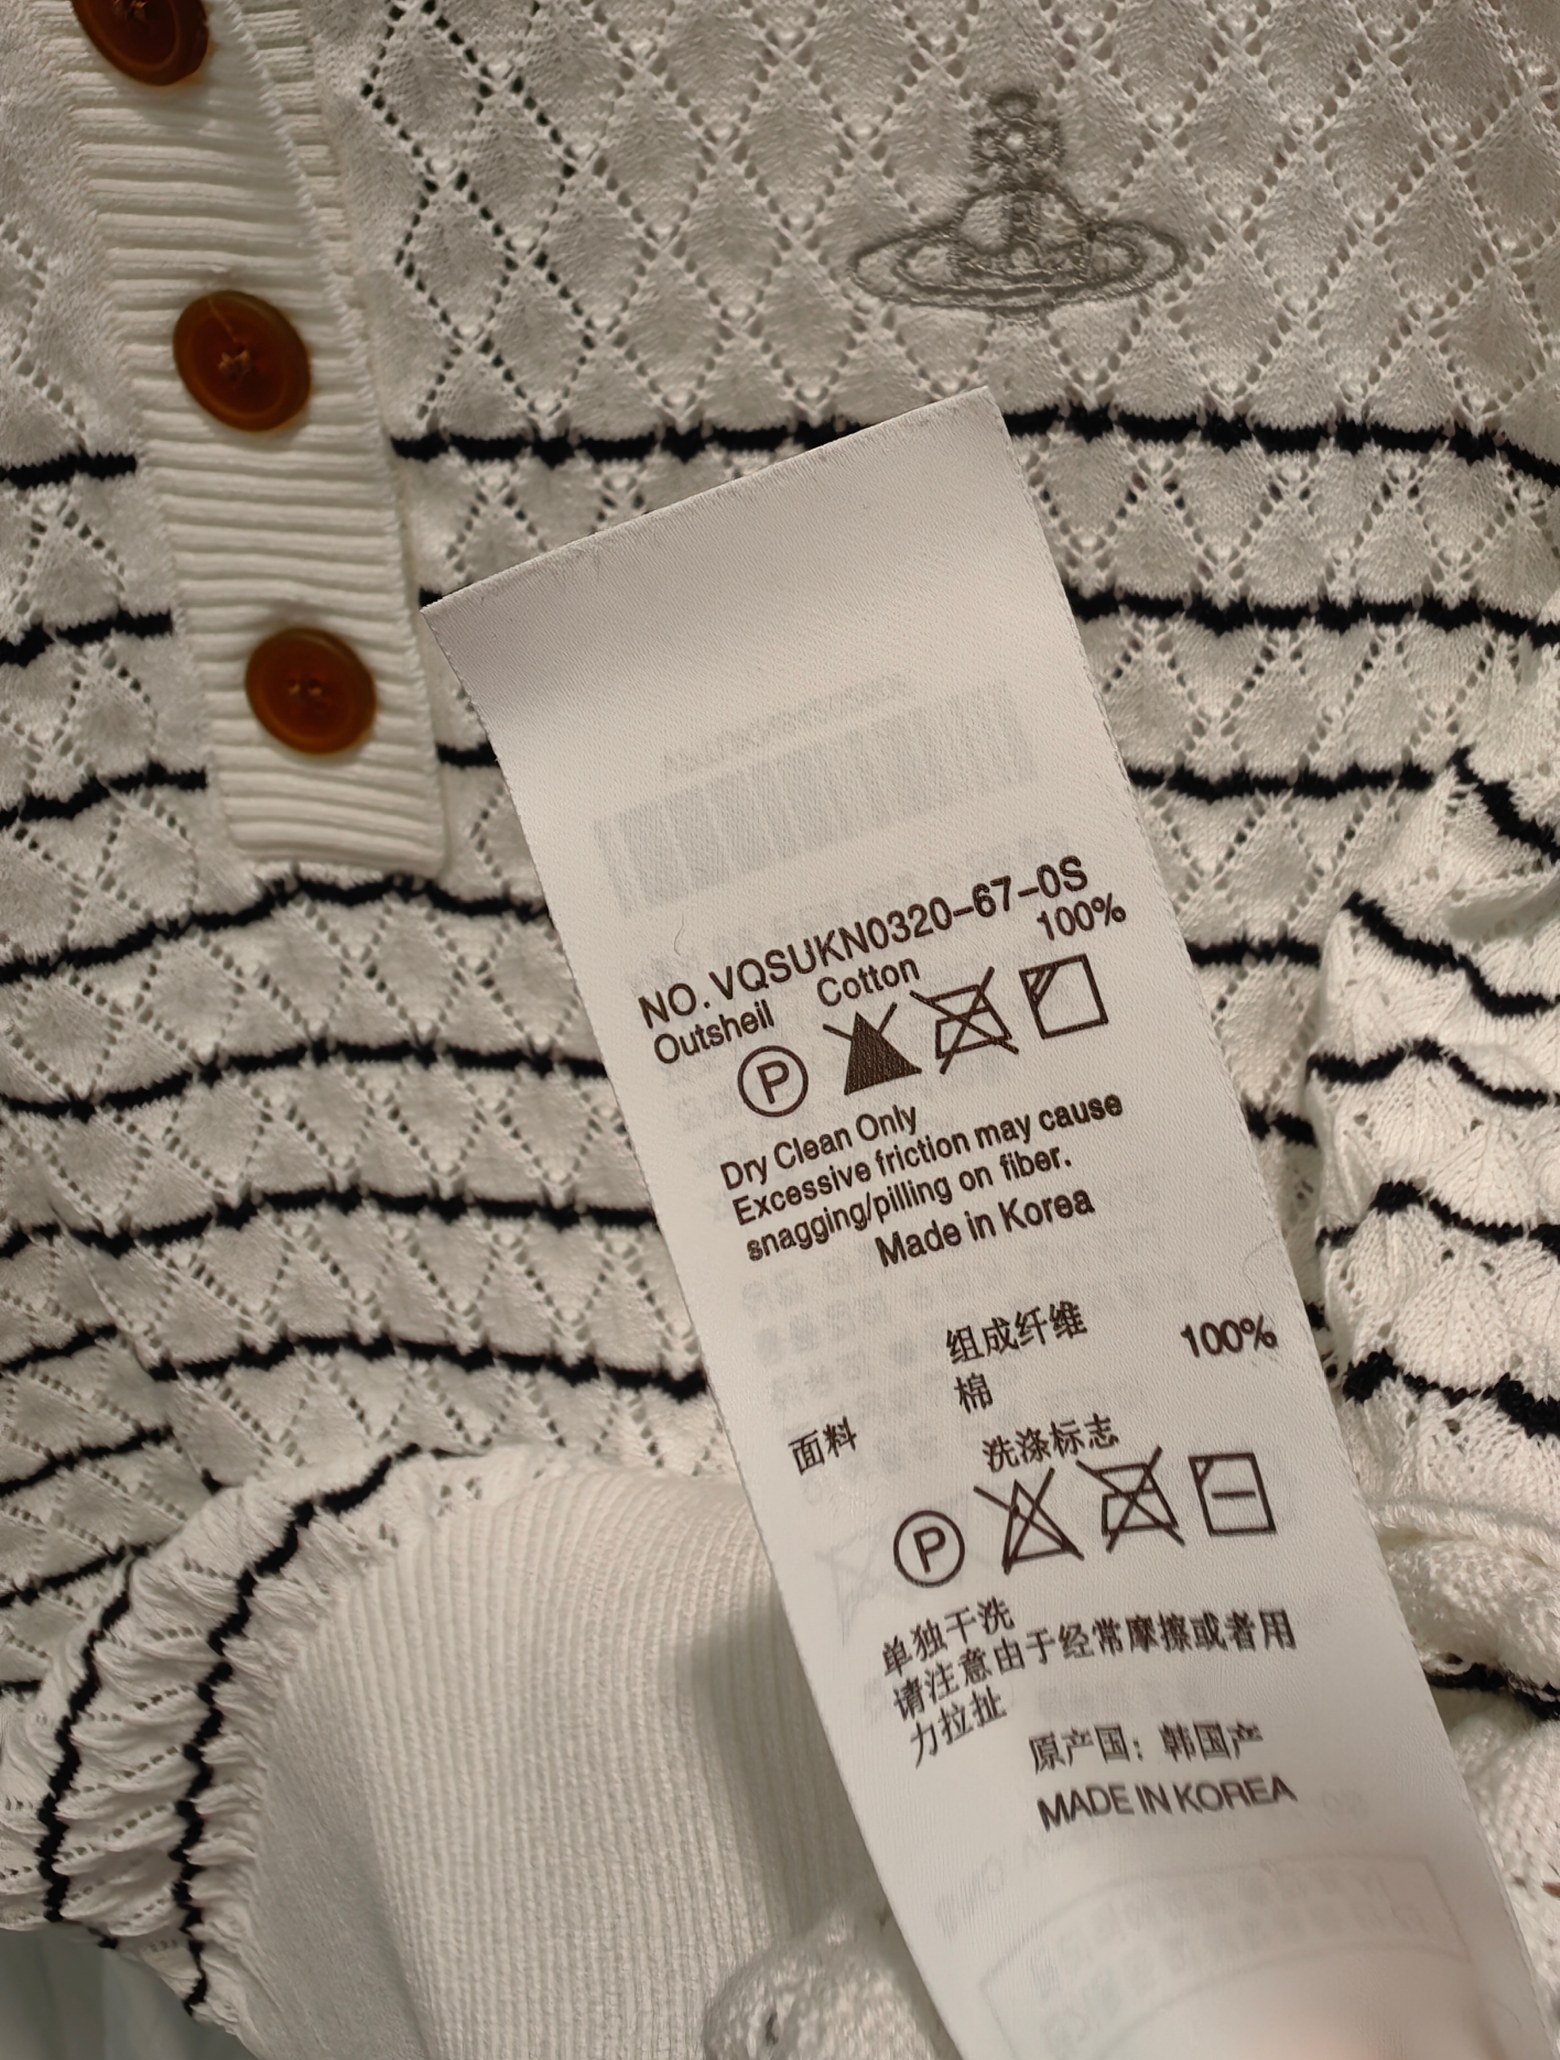 NO. VQSUKN0320-67-0S
Outsheil Cotton 100%
P
Dry Clean Only
Excessive friction may cause
snagging/pilling on fiber.
Made in Korea
组成纤维
面料 棉 100%
洗涤标志
P
单独干洗
请注意由于经常摩擦或者用
力拉扯
原产国：韩国产
MADE IN KOREA